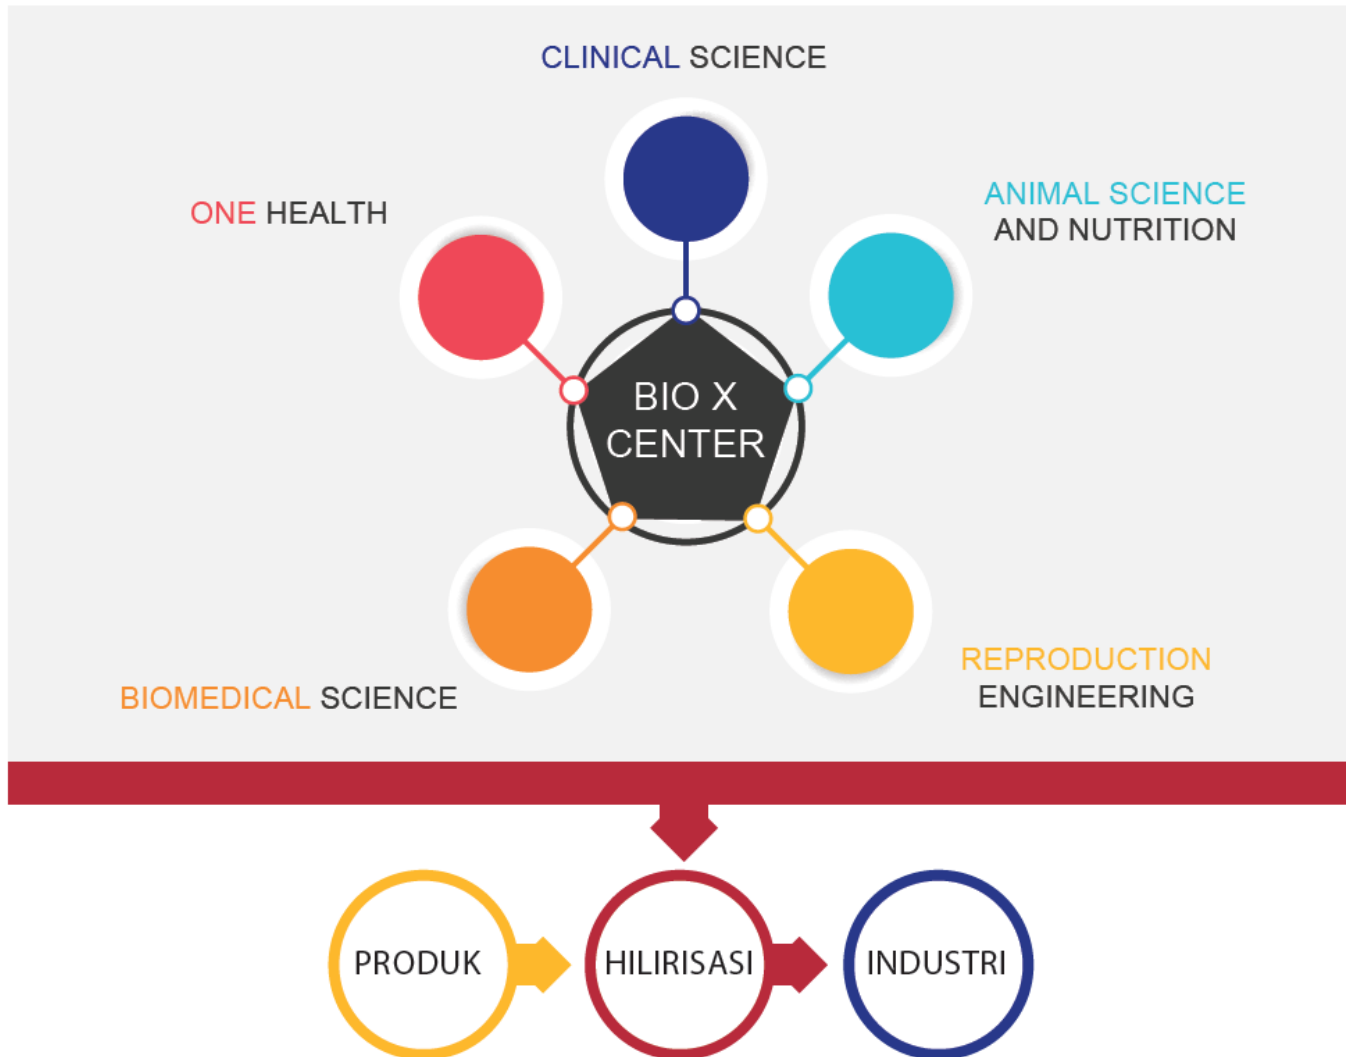 CLINICAL SCIENCE
ONE HEALTH
ANIMAL SCIENCE
AND NUTRITION
BIO X
CENTER
BIOMEDICAL SCIENCE
REPRODUCTION
ENGINEERING
PRODUK
HILIRISASI
INDUSTRI